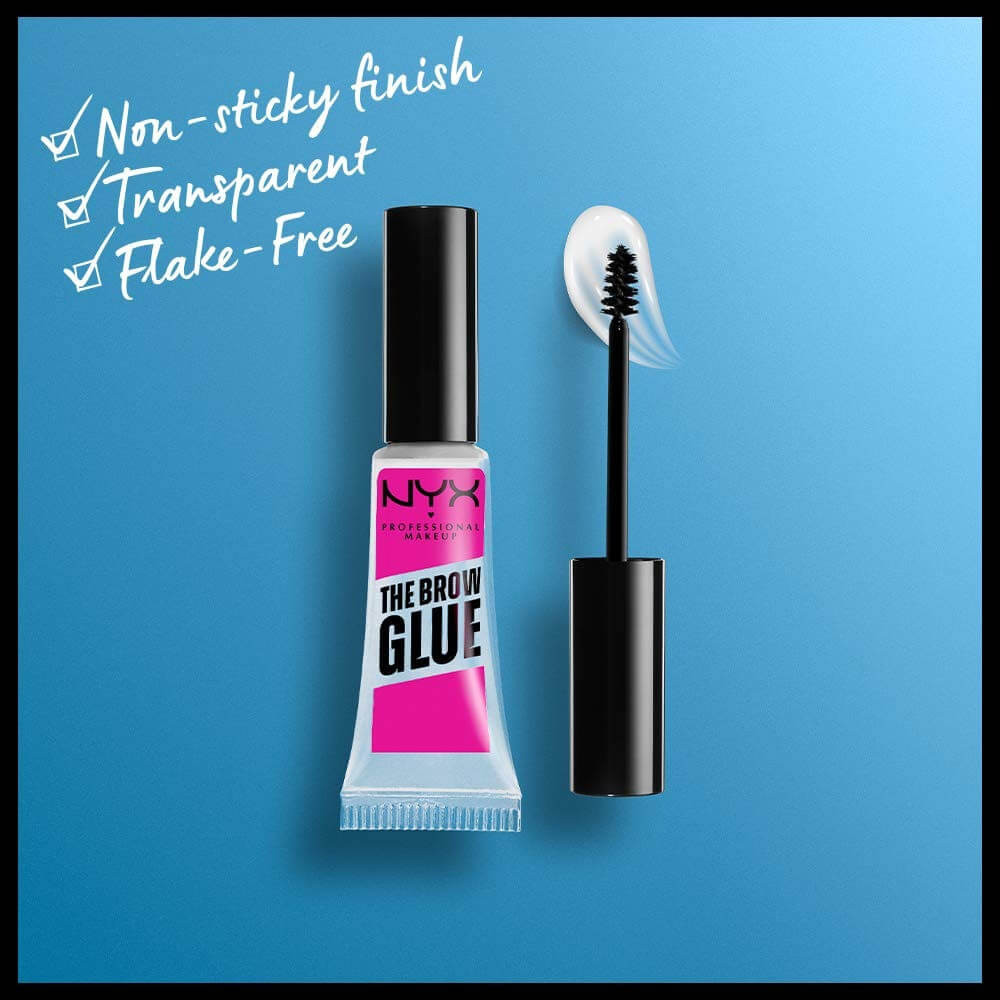 Non-sticky finish
Transparent
Flake-Free
NYX
PROFESSIONAL
MAKEUP
THE BROW
GLUE